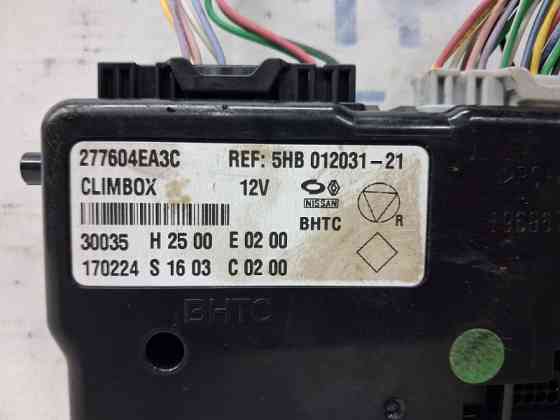 277604EA3C REF: 5HB 012031-21
CLIMBOX 12V
NISSAN
BHTC R
30035 H 25 00 E 02 00
170224 S 16 03 C 02 00
BHTC